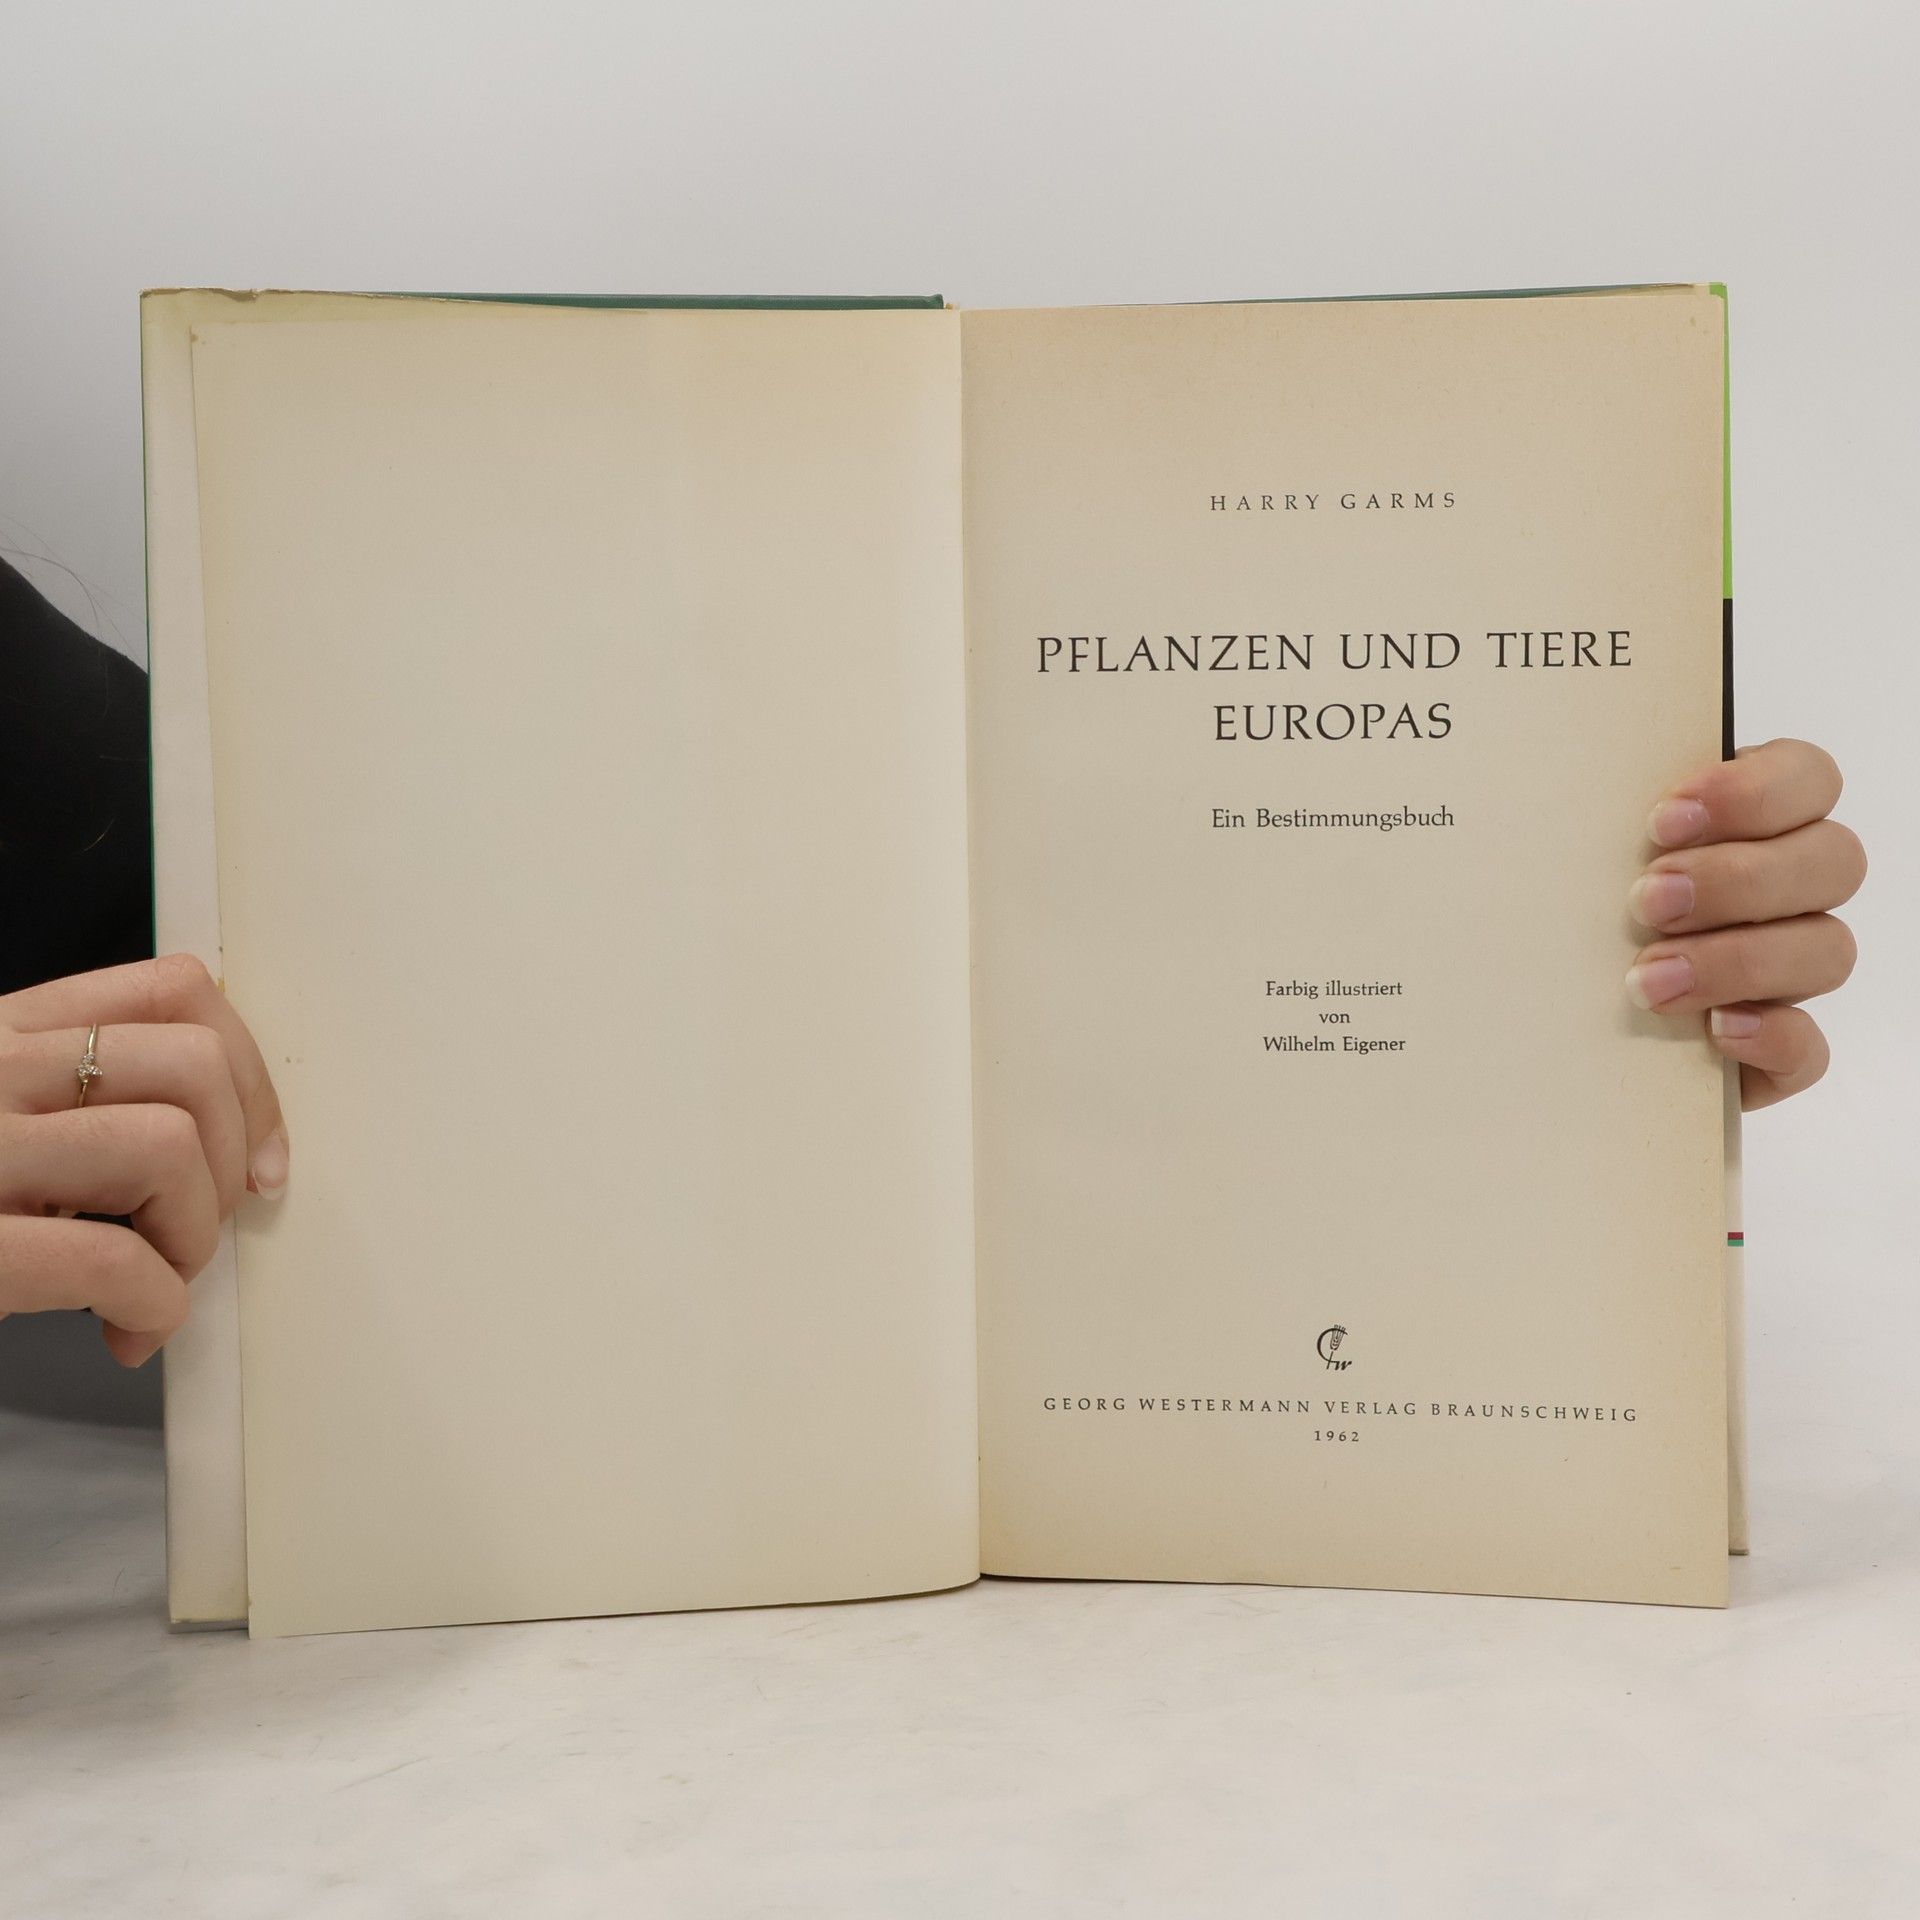 HARRY GARMS
PFLANZEN UND TIERE
EUROPAS
Ein Bestimmungsbuch
Farbig illustriert
von
Wilhelm Eigener
GEORG WESTERMANN VERLAG BRAUNSCHWEIG
1962